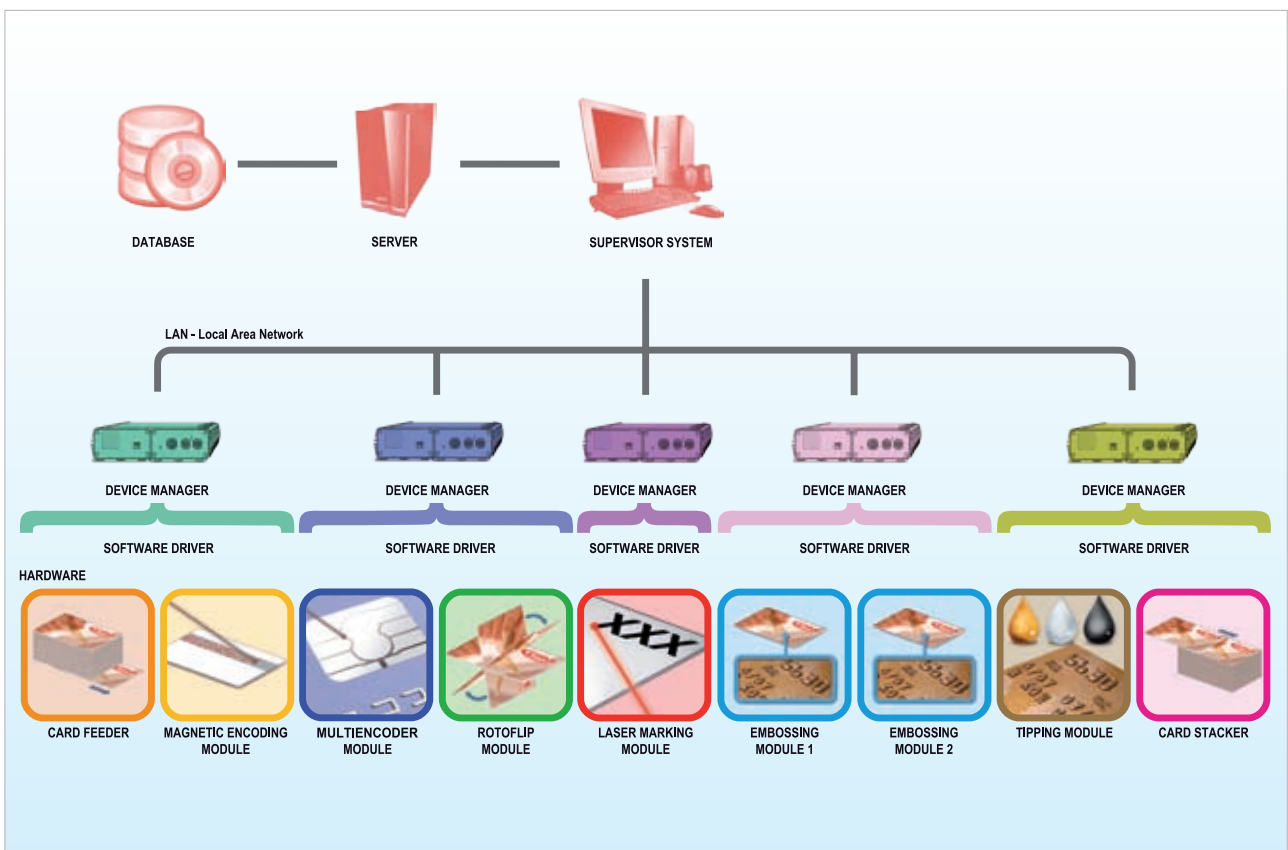 DATABASE
SERVER
SUPERVISOR SYSTEM
LAN - Local Area Network
DEVICE MANAGER
DEVICE MANAGER
DEVICE MANAGER
DEVICE MANAGER
DEVICE MANAGER
SOFTWARE DRIVER
SOFTWARE DRIVER
SOFTWARE DRIVER
SOFTWARE DRIVER
SOFTWARE DRIVER
HARDWARE
XXX
CARD FEEDER
MAGNETIC ENCODING
MODULE
MULTIENCODER
MODULE
ROTOFLIP
MODULE
LASER MARKING
MODULE
EMBOSSING
MODULE 1
EMBOSSING
MODULE 2
TIPPING MODULE
CARD STACKER